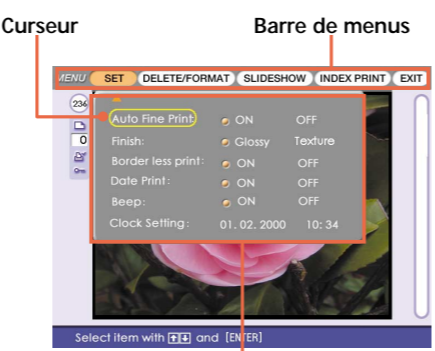 Curseur Barre de menus
MENU SET DELETE/FORMAT SLIDESHOW INDEX PRINT EXIT
236
0
Auto Fine Print: ON OFF
Finish: Glossy Texture
Border less print: ON OFF
Date Print: ON OFF
Beep: ON OFF
Clock Setting: 01. 02. 2000 10: 34
Select item with and [ENTER]